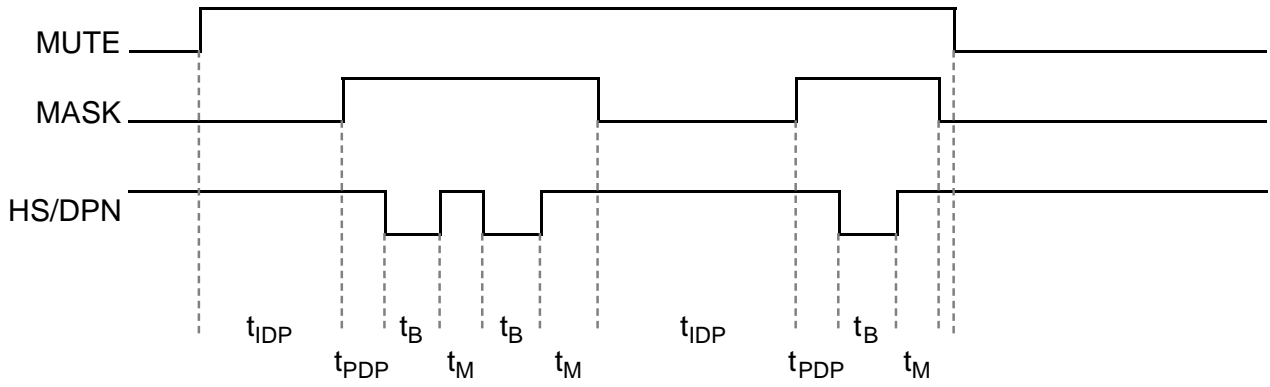 MUTE
MASK
HS/DPN
tIDP tB tB tIDP tB
tPDP tM tM tPDP tM